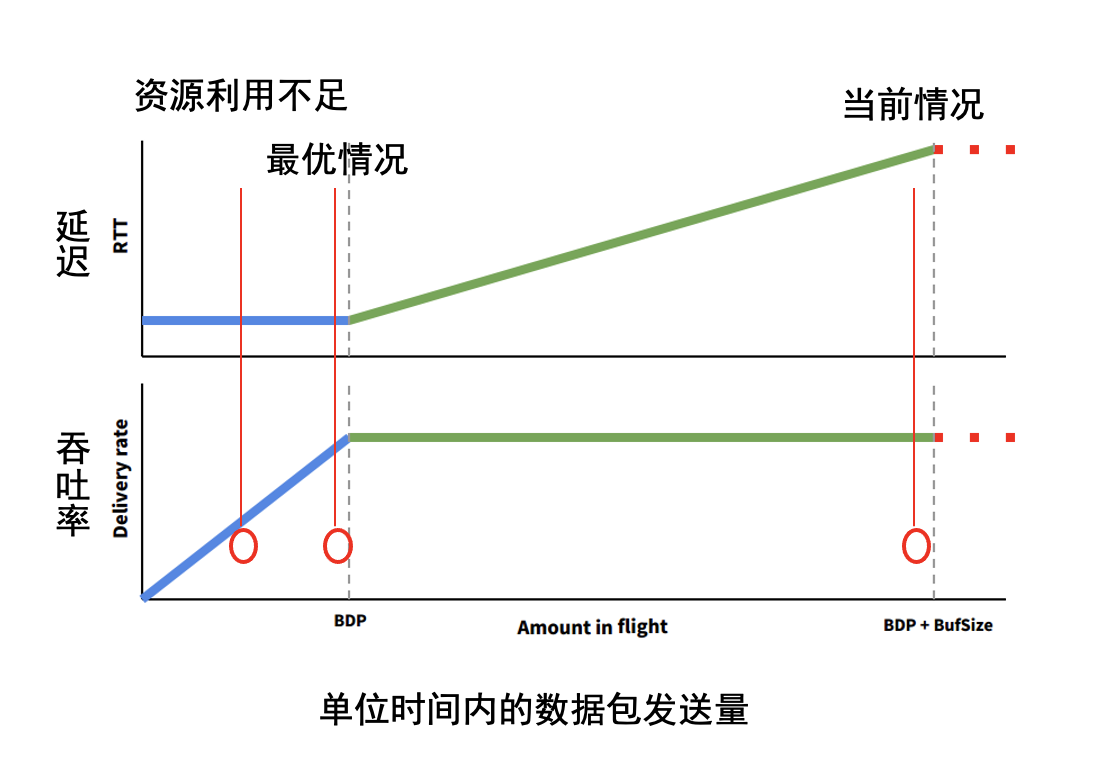 资源利用不足
当前情况
最优情况
延迟
RTT
吞吐率
Delivery rate
BDP
Amount in flight
BDP + BufSize
单位时间内的数据包发送量